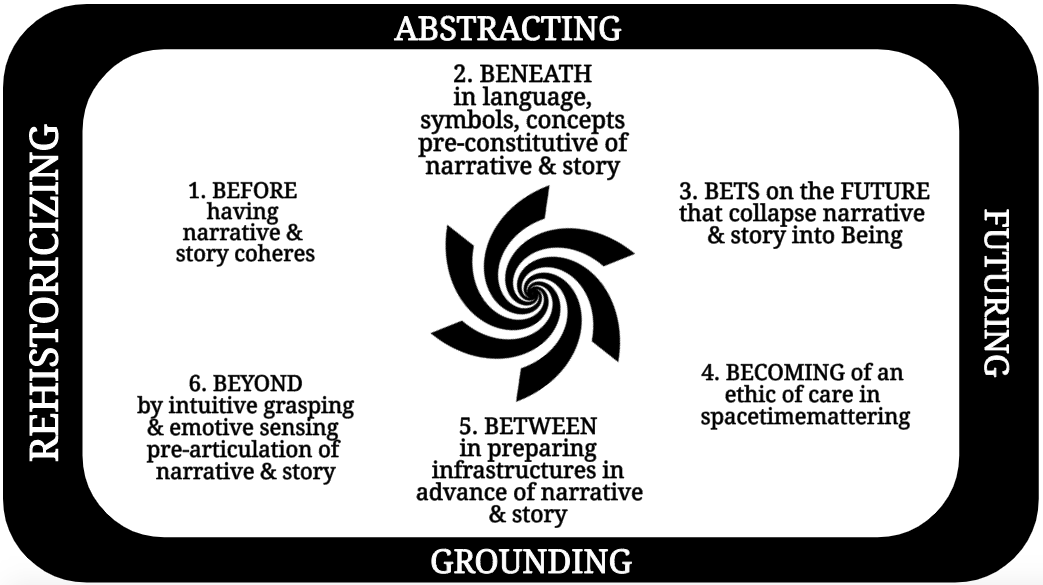 ABSTRACTING
REHISTORICIZING
1. BEFORE
having
narrative &
story coheres
2. BENEATH
in language,
symbols, concepts
pre-constitutive of
narrative & story
3. BETS on the FUTURE
that collapse narrative
& story into Being
4. BECOMING of an
ethic of care in
spacetimemattering
5. BETWEEN
in preparing
infrastructures in
advance of narrative
& story
6. BEYOND
by intuitive grasping
& emotive sensing
pre-articulation of
narrative & story
FUTURING
GROUNDING